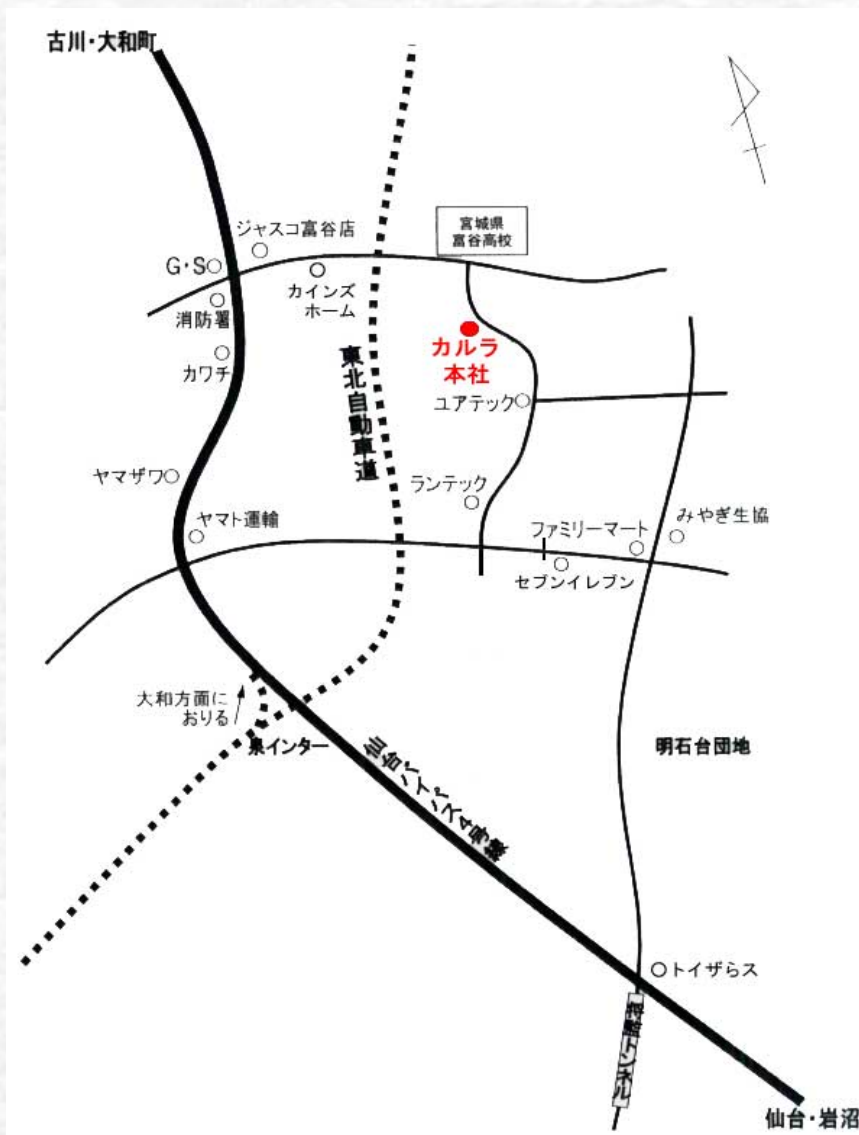 古川・大和町
宮城県
富谷高校
ジャスコ富谷店
G・S
カインズ
ホーム
消防署
カルラ
本社
カワチ
東北自動車道
ユアテック
ヤマザワ
ランテック
ヤマト運輸
ファミリーマート
みやぎ生協
セブンイレブン
大和方面に
おりる
泉インター
仙台バイパス4号線
明石台団地
トイザらス
将監トンネル
仙台・岩沼